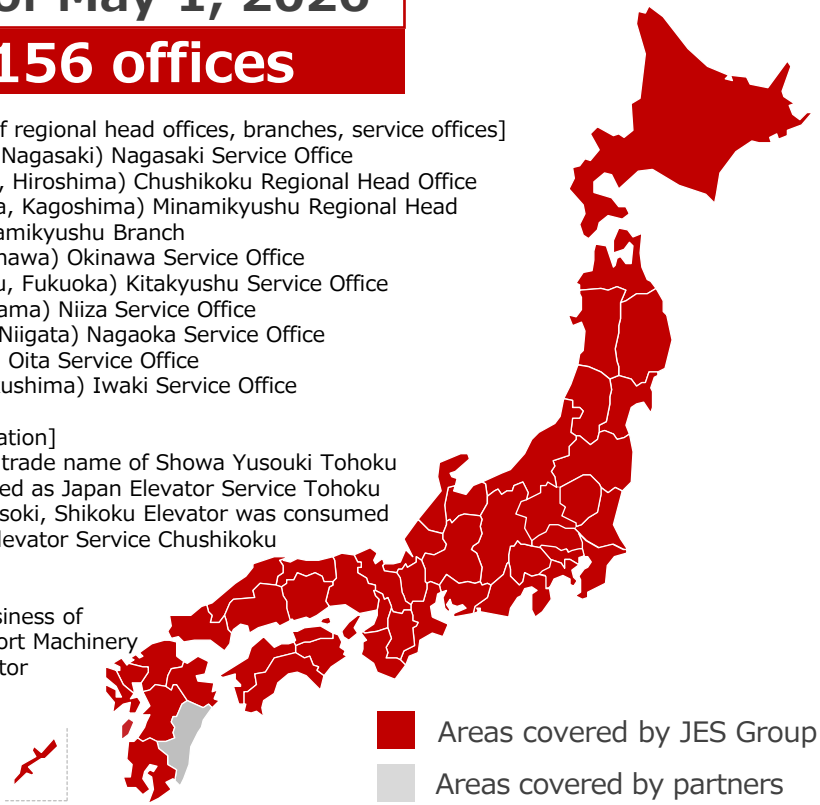 of May 1, 2026
156 offices
f regional head offices, branches, service offices]
Nagasaki) Nagasaki Service Office
, Hiroshima) Chushikoku Regional Head Office
a, Kagoshima) Minamikyushu Regional Head
amikyushu Branch
nawa) Okinawa Service Office
u, Fukuoka) Kitakyushu Service Office
ama) Niiza Service Office
Niigata) Nagaoka Service Office
Oita Service Office
ushima) Iwaki Service Office
ation]
trade name of Showa Yusouki Tohoku
ed as Japan Elevator Service Tohoku
soki, Shikoku Elevator was consumed
levator Service Chushikoku
siness of
ort Machinery
tor
Areas covered by JES Group
Areas covered by partners